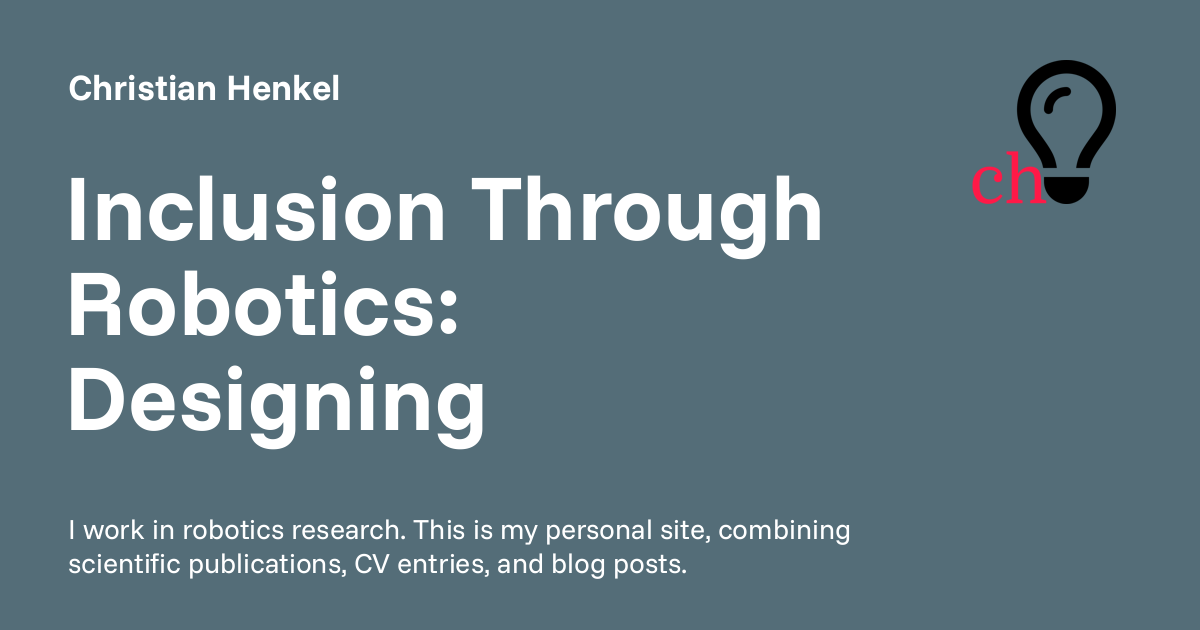 Christian Henkel
ch
Inclusion Through
Robotics:
Designing
I work in robotics research. This is my personal site, combining
scientific publications, CV entries, and blog posts.